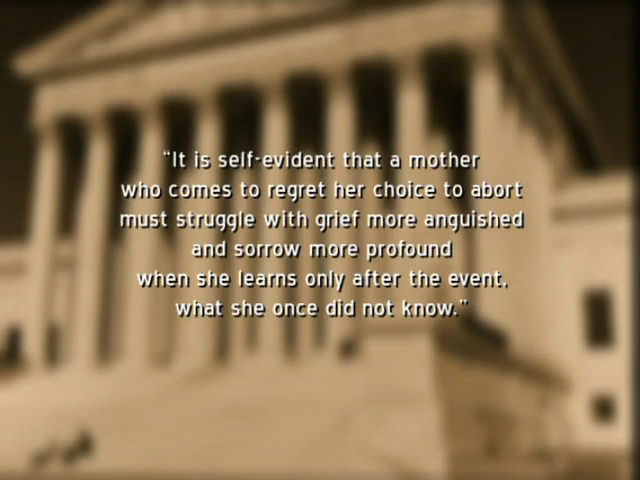 “It is self-evident that a mother
who comes to regret her choice to abort
must struggle with grief more anguished
and sorrow more profound
when she learns only after the event,
what she once did not know.”